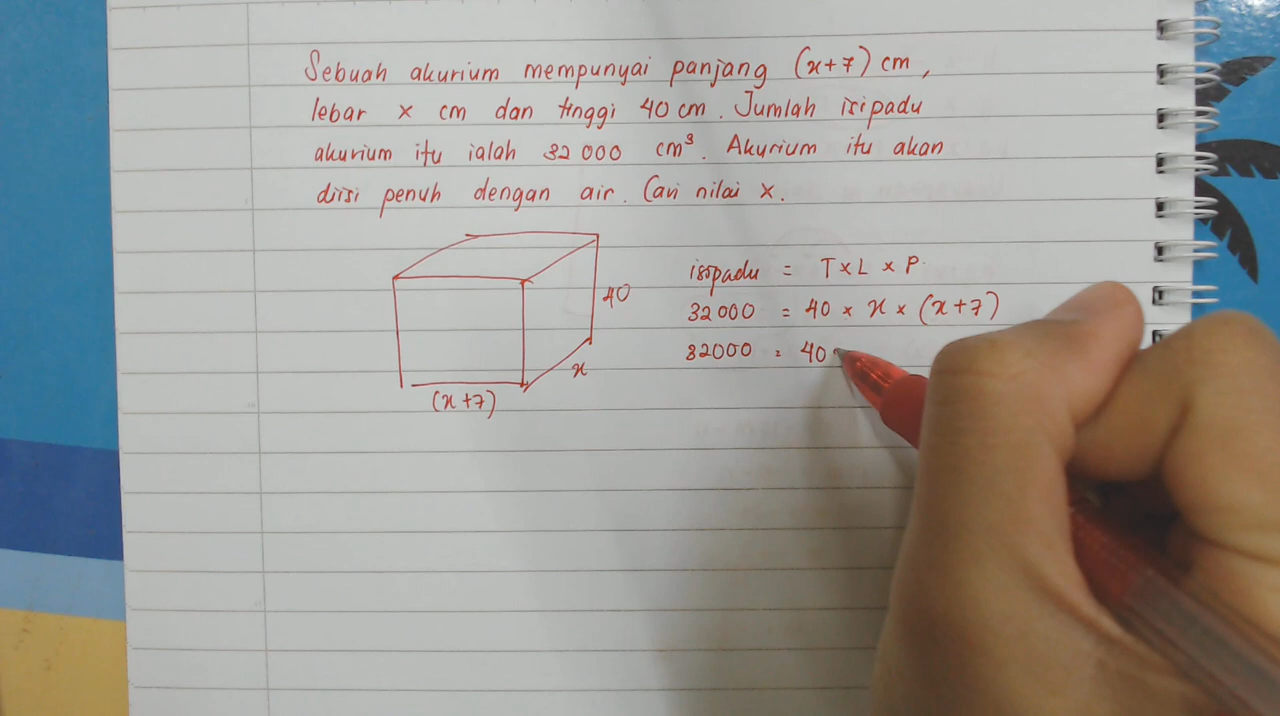 Sebuah akurium mempunyai panjang (x+7) cm,
lebar x cm dan tinggi 40 cm. Jumlah isipadu
akurium itu ialah 32 000 cm³. Akurium itu akan
diisi penuh dengan air. Cari nilai x.
40
x
(x+7)
isipadu = T × L × P.
32000 = 40 × x × (x+7)
32000 = 40